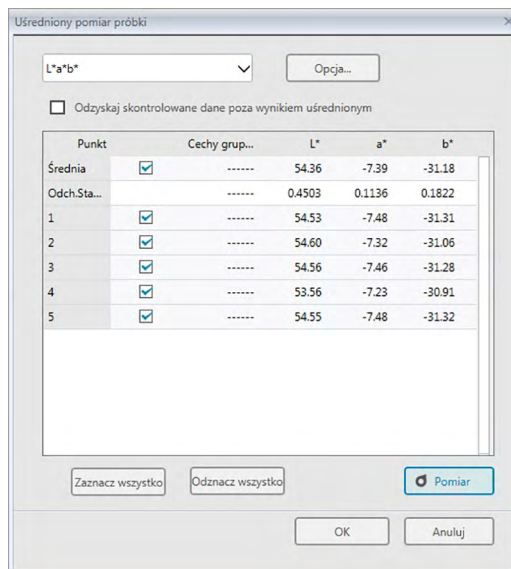 Uśredniony pomiar próbki
L*a*b*
Opcja...
Odzyskaj skontrolowane dane poza wynikiem uśrednionym
Punkt Cechy grup... L* a* b*
Średnia ------ 54.36 -7.39 -31.18
Odch.Sta... ------ 0.4503 0.1136 0.1822
1 ------ 54.53 -7.48 -31.31
2 ------ 54.60 -7.32 -31.06
3 ------ 54.56 -7.46 -31.28
4 ------ 53.56 -7.23 -30.91
5 ------ 54.55 -7.48 -31.32
Zaznacz wszystko Odznacz wszystko Pomiar
OK Anuluj